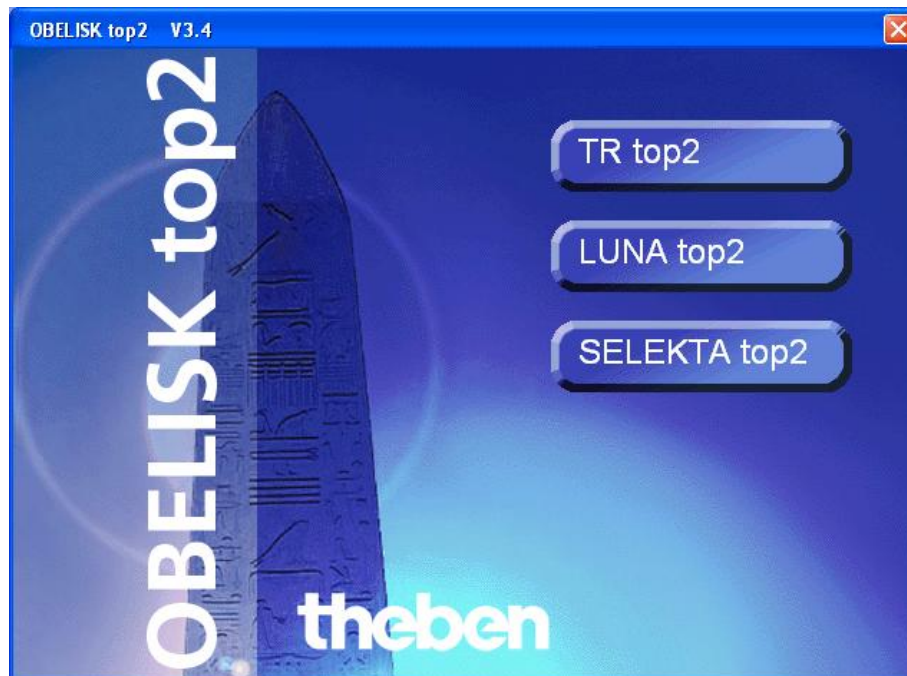 OBELISK top2 V3.4
OBELISK top2
TR top2
LUNA top2
SELEKTA top2
theben